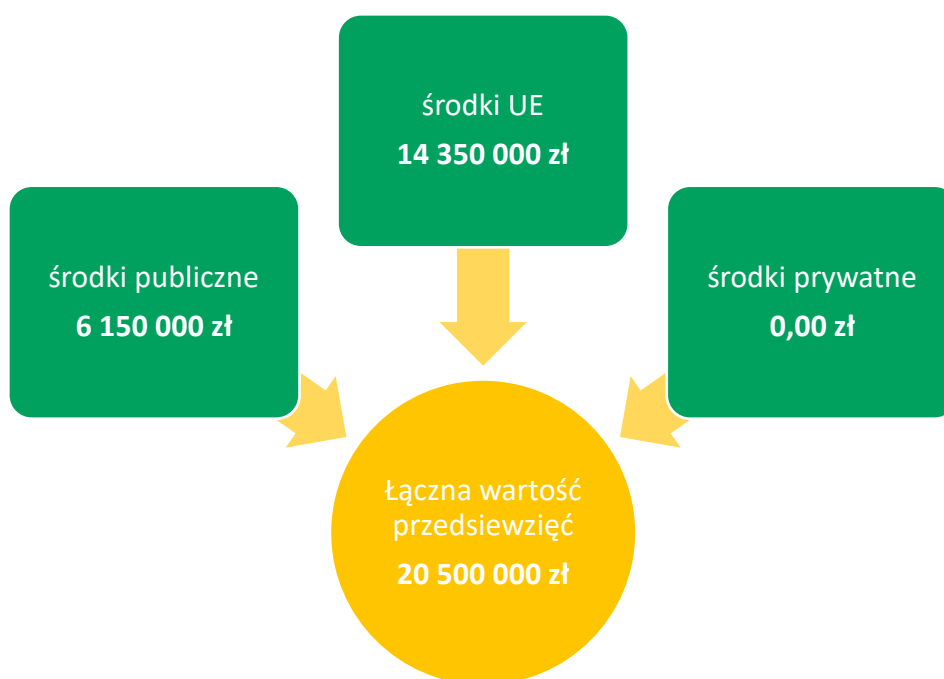 środki UE
14 350 000 zł
środki publiczne
6 150 000 zł
środki prywatne
0,00 zł
Łączna wartość
przedsiewzięć
20 500 000 zł